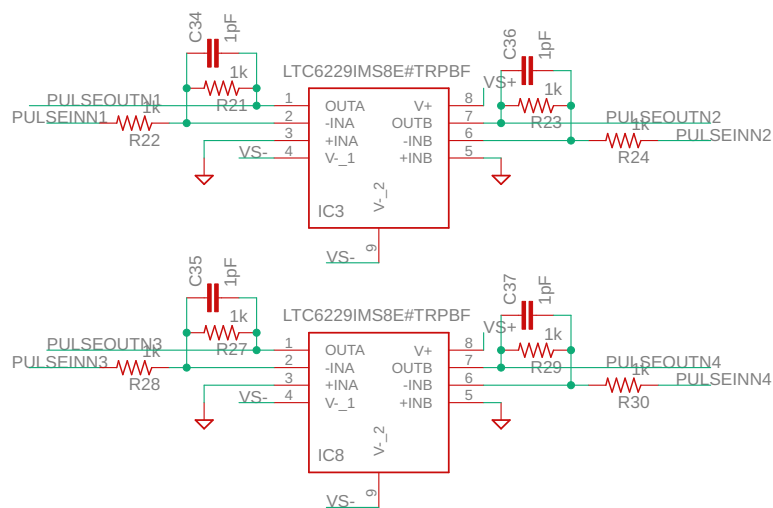 C34
1pF
1k
R21
PULSEOUTN1
PULSEINN1
1k
R22
LTC6229IMS8E#TRPBF
1 OUTA
2 -INA
3 +INA
4 V-_1
VS-
V+ 8
OUTB 7
-INB 6
+INB 5
VS+
V-_2
IC3
9
VS-
C36
1pF
1k
R23
PULSEOUTN2
1k
PULSEINN2
R24
C35
1pF
1k
R27
PULSEOUTN3
PULSEINN3
1k
R28
LTC6229IMS8E#TRPBF
1 OUTA
2 -INA
3 +INA
4 V-_1
VS-
V+ 8
OUTB 7
-INB 6
+INB 5
VS+
V-_2
IC8
9
VS-
C37
1pF
1k
R29
PULSEOUTN4
1k
PULSEINN4
R30